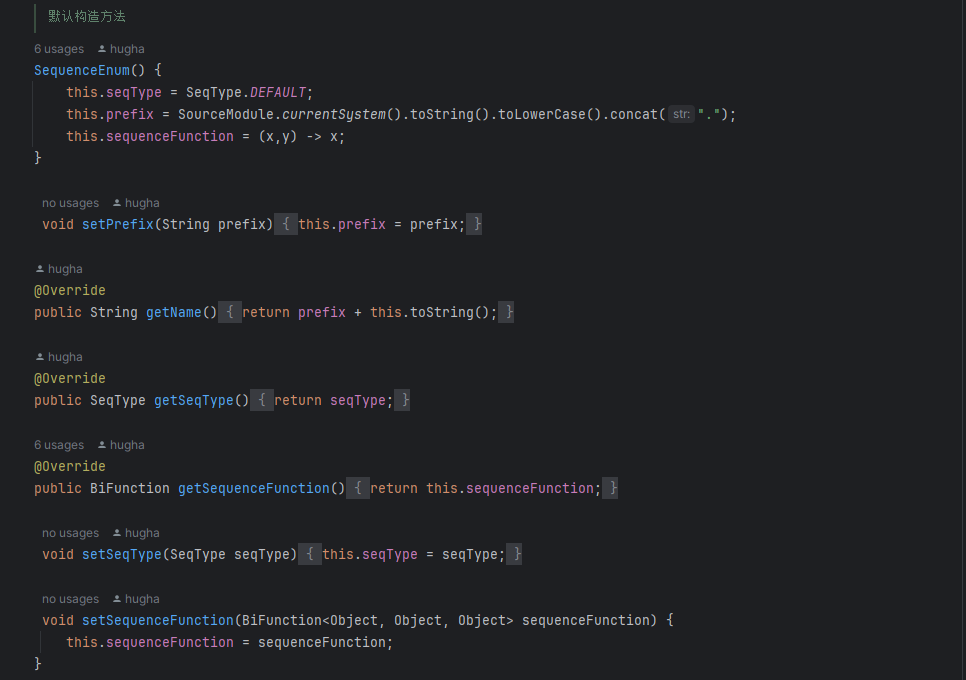 默认构造方法
6 usages hugha
SequenceEnum() {
this.seqType = SeqType.DEFAULT;
this.prefix = SourceModule.currentSystem().toString().toLowerCase().concat( str: ".");
this.sequenceFunction = (x,y) -> x;
}
no usages hugha
void setPrefix(String prefix) { this.prefix = prefix; }
hugha
@Override
public String getName() { return prefix + this.toString(); }
hugha
@Override
public SeqType getSeqType() { return seqType; }
6 usages hugha
@Override
public BiFunction getSequenceFunction() { return this.sequenceFunction; }
no usages hugha
void setSeqType(SeqType seqType) { this.seqType = seqType; }
no usages hugha
void setSequenceFunction(BiFunction<Object, Object, Object> sequenceFunction) {
this.sequenceFunction = sequenceFunction;
}